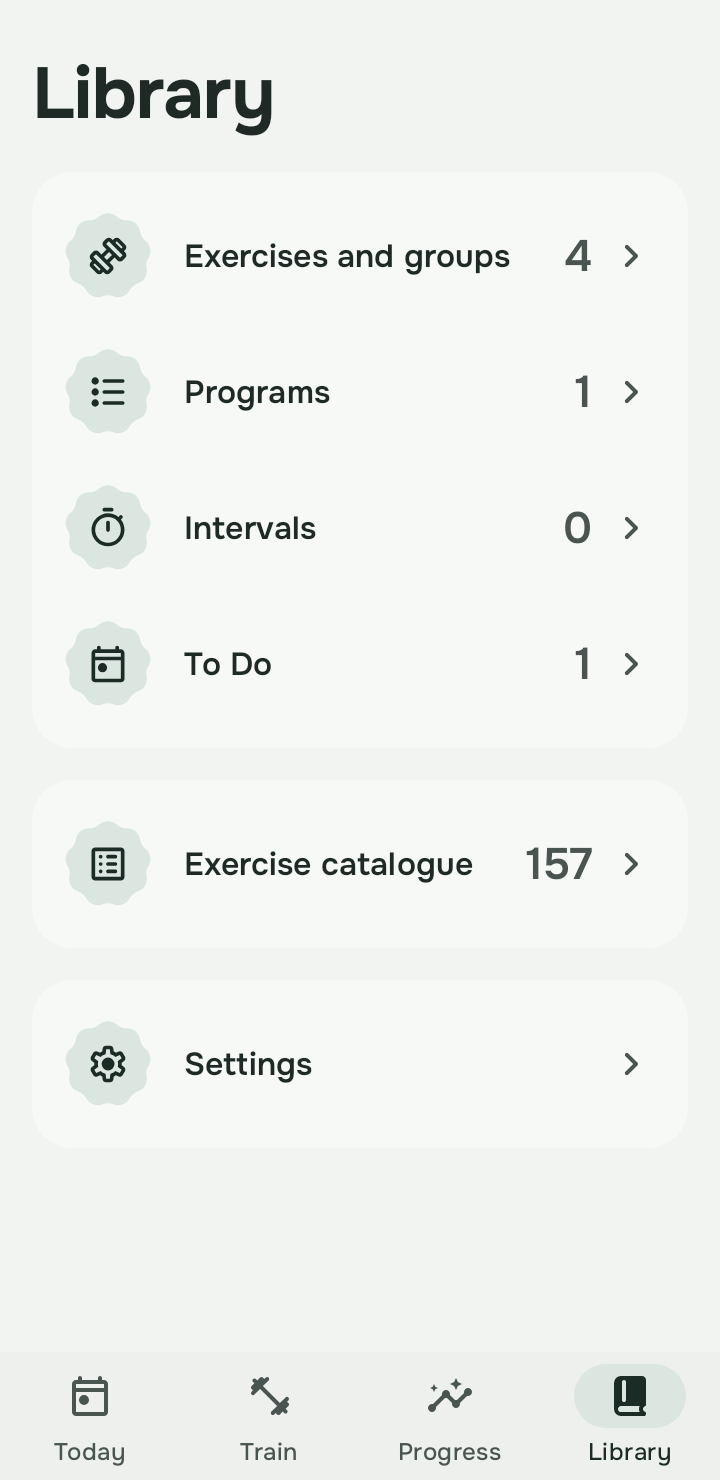 Library
Exercises and groups 4
Programs 1
Intervals 0
To Do 1
Exercise catalogue 157
Settings
Today Train Progress Library